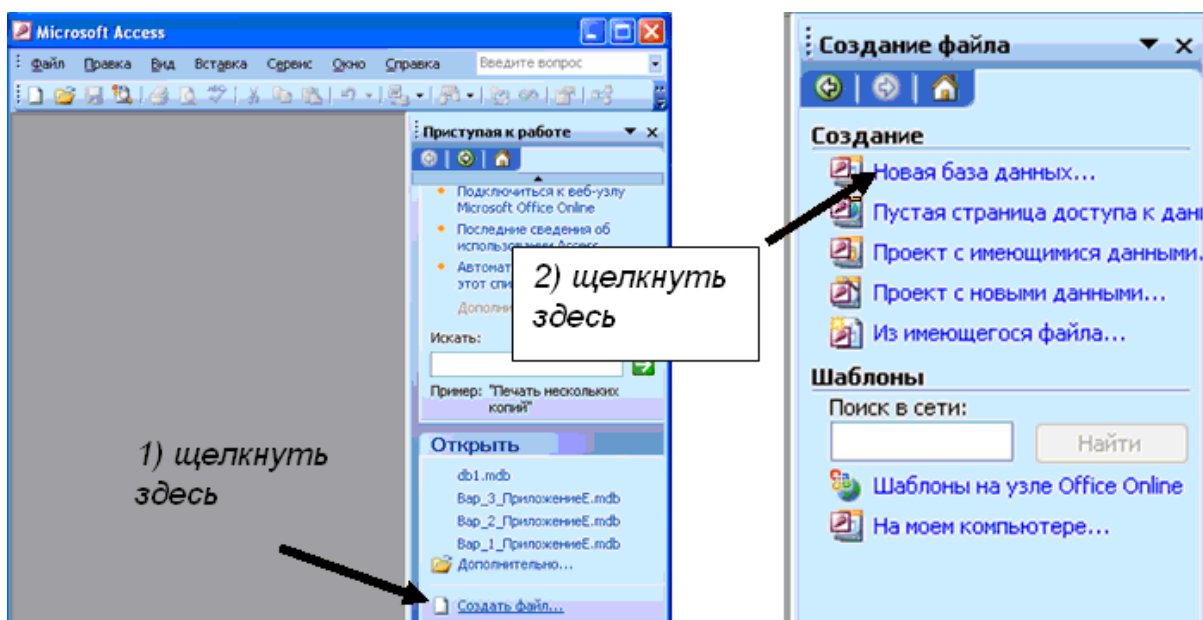 Microsoft Access
Файл Правка Вид Вставка Сервис Окно Справка
Введите вопрос
Приступая к работе
Подключиться к веб-узлу
Microsoft Office Online
Последние сведения об
использовании Access
Автомат
этот спи
Дополни
Искать:
Пример: "Печать нескольких
копий"
Открыть
db1.mdb
Вар_3_ПриложениеЕ.mdb
Вар_2_ПриложениеЕ.mdb
Вар_1_ПриложениеЕ.mdb
Дополнительно...
Создать файл...
1) щелкнуть
здесь
2) щелкнуть
здесь
Создание файла
Создание
Новая база данных...
Пустая страница доступа к данн
Проект с имеющимися данными.
Проект с новыми данными...
Из имеющегося файла...
Шаблоны
Поиск в сети:
Найти
Шаблоны на узле Office Online
На моем компьютере...